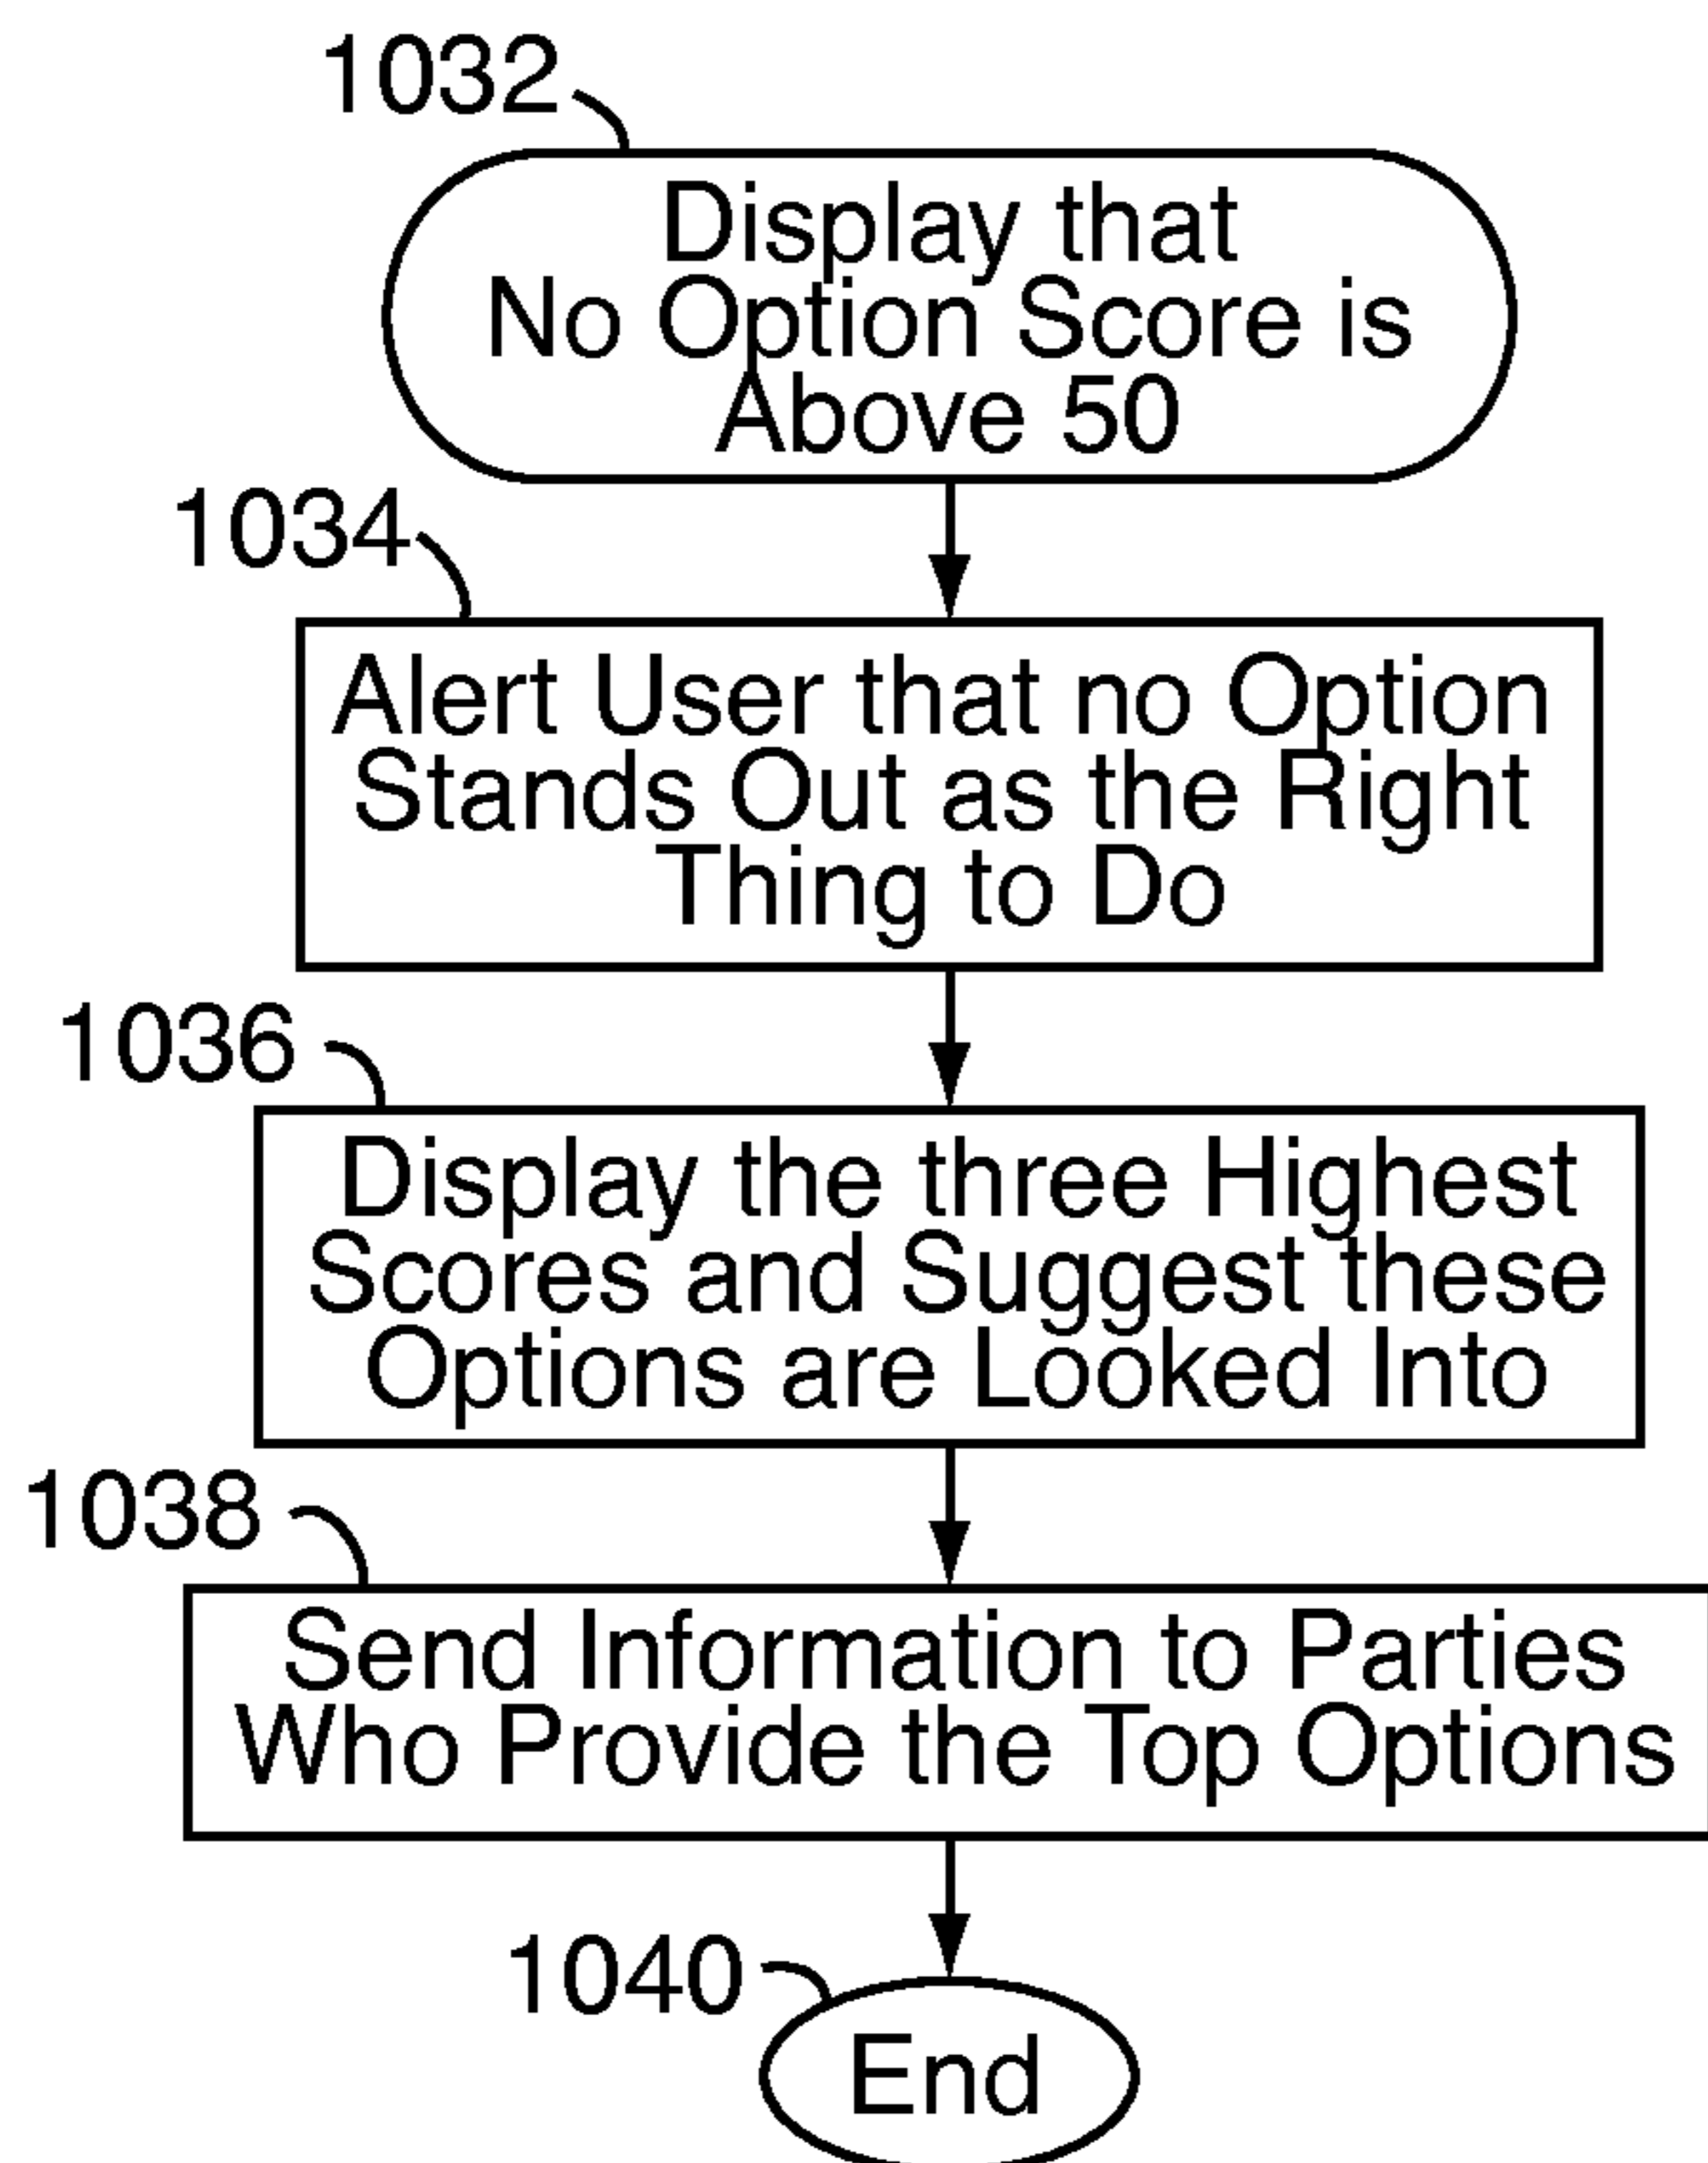 1032
Display that
No Option Score is
Above 50
1034
Alert User that no Option
Stands Out as the Right
Thing to Do
1036
Display the three Highest
Scores and Suggest these
Options are Looked Into
1038
Send Information to Parties
Who Provide the Top Options
1040
End